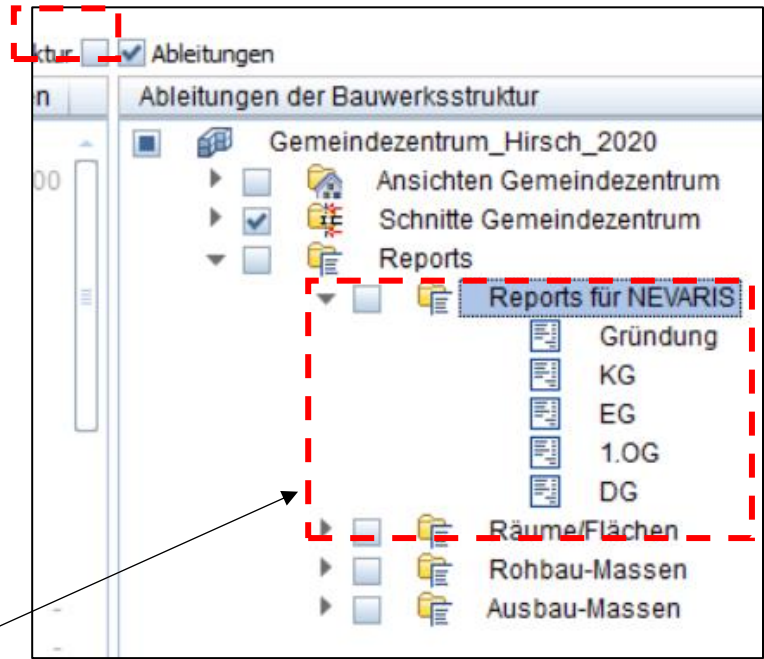 ktur Ableitungen
n Ableitungen der Bauwerksstruktur
Gemeindezentrum_Hirsch_2020
00
Ansichten Gemeindezentrum
Schnitte Gemeindezentrum
Reports
Reports für NEVARIS
Gründung
KG
EG
1.OG
DG
Räume/Flächen
Rohbau-Massen
Ausbau-Massen